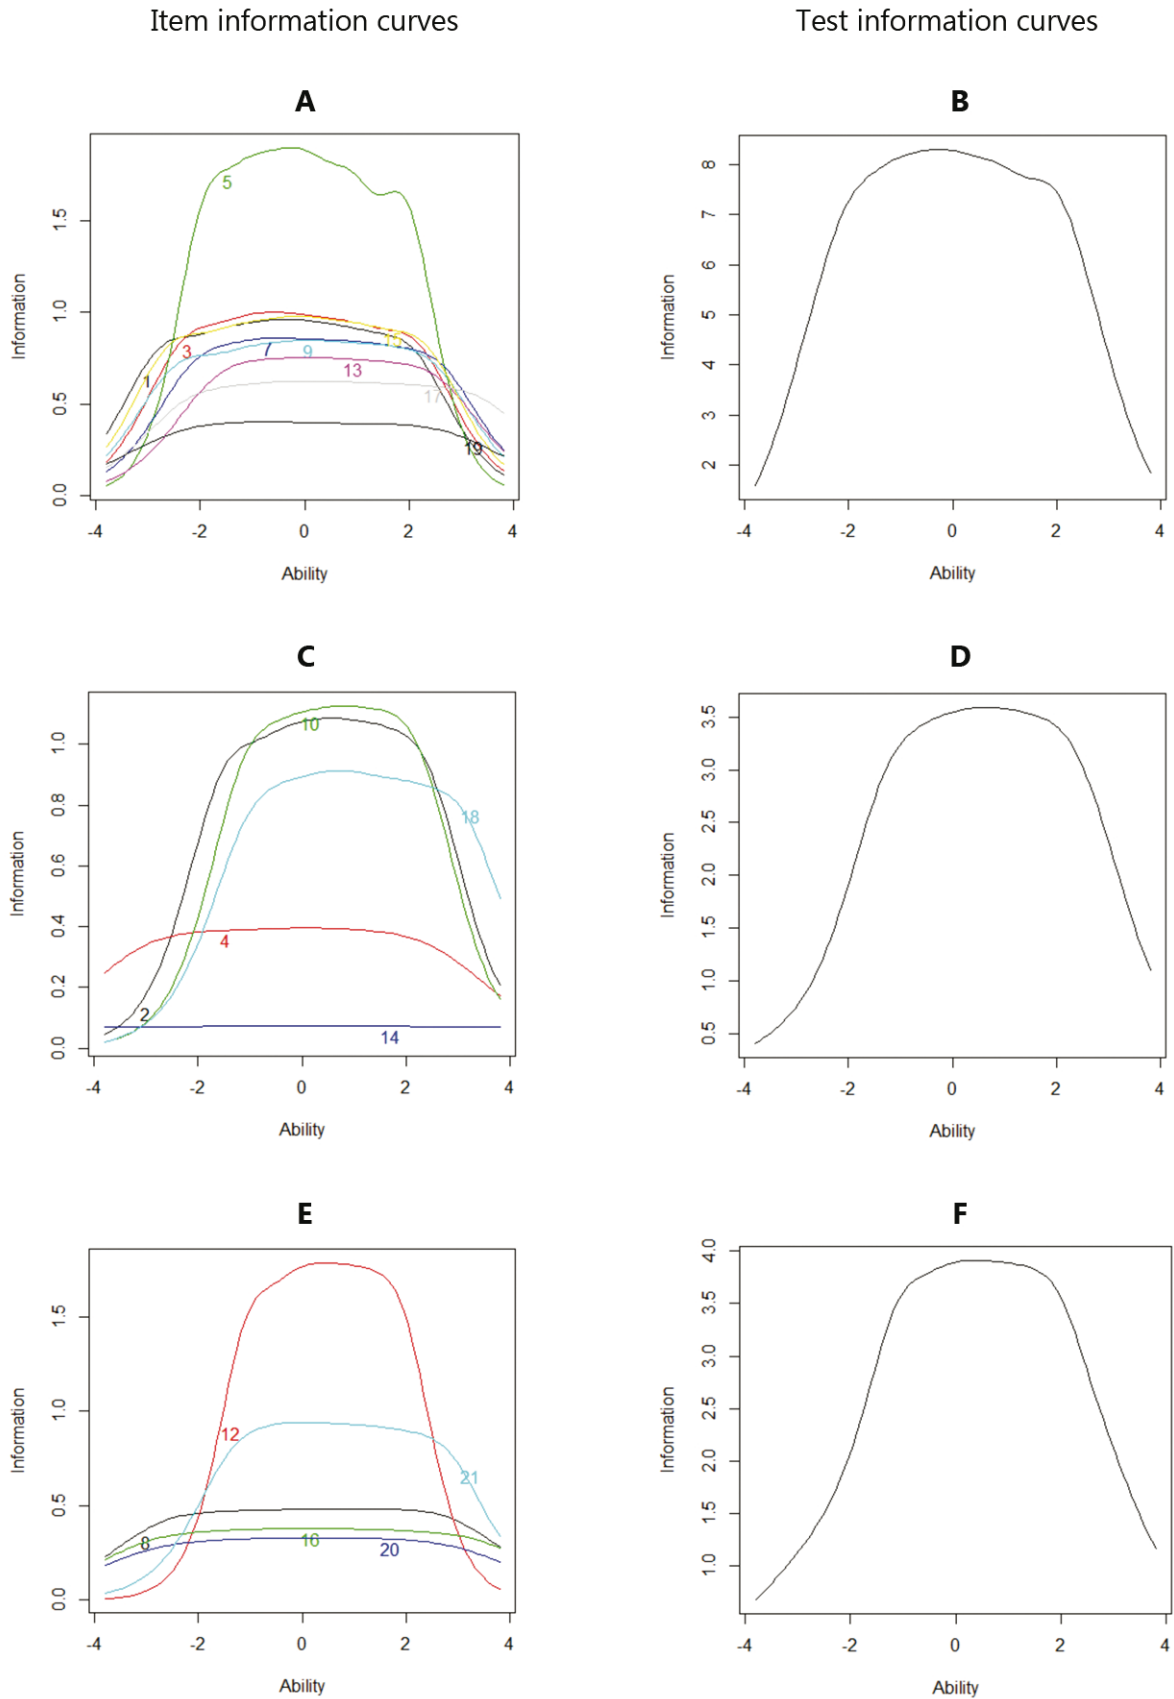 Item information curves
Test information curves
A
B
Information
0.0 0.5 1.0 1.5
5
3
1
7
9
15
13
17
19
-4 -2 0 2 4
Ability
Information
2 3 4 5 6 7 8
-4 -2 0 2 4
Ability
C
D
Information
0.0 0.2 0.4 0.6 0.8 1.0
10
18
4
2
14
-4 -2 0 2 4
Ability
Information
0.5 1.0 1.5 2.0 2.5 3.0 3.5
-4 -2 0 2 4
Ability
E
F
Information
0.0 0.5 1.0 1.5
12
21
8
16
20
-4 -2 0 2 4
Ability
Information
1.0 1.5 2.0 2.5 3.0 3.5 4.0
-4 -2 0 2 4
Ability